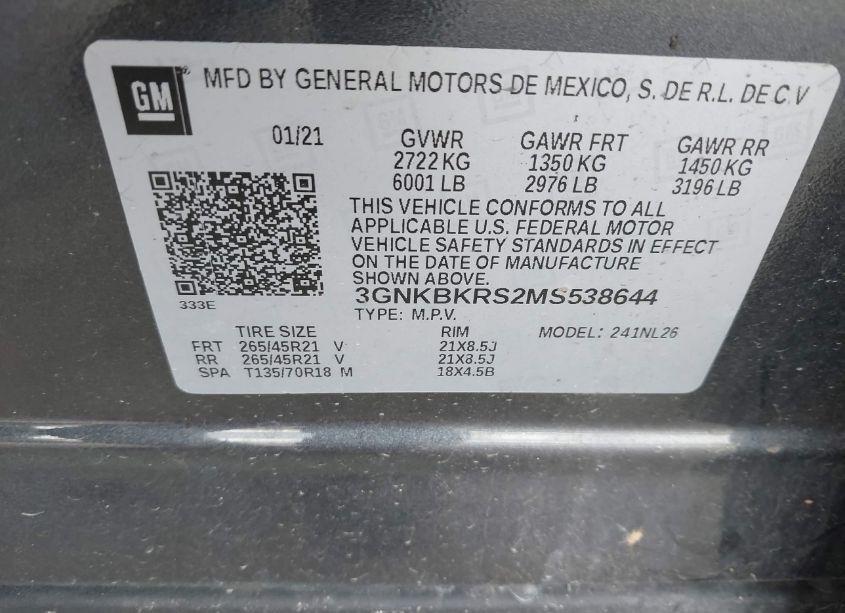 GM
MFD BY GENERAL MOTORS DE MEXICO, S. DE R.L. DE C.V
01/21 GVWR GAWR FRT GAWR RR
2722 KG 1350 KG 1450 KG
6001 LB 2976 LB 3196 LB
THIS VEHICLE CONFORMS TO ALL
APPLICABLE U.S. FEDERAL MOTOR
VEHICLE SAFETY STANDARDS IN EFFECT
ON THE DATE OF MANUFACTURE
SHOWN ABOVE.
3GNKBKRS2MS538644
333E
TYPE: M.P.V.
TIRE SIZE RIM MODEL: 241NL26
FRT 265/45R21 V 21X8.5J
RR 265/45R21 V 21X8.5J
SPA T135/70R18 M 18X4.5B